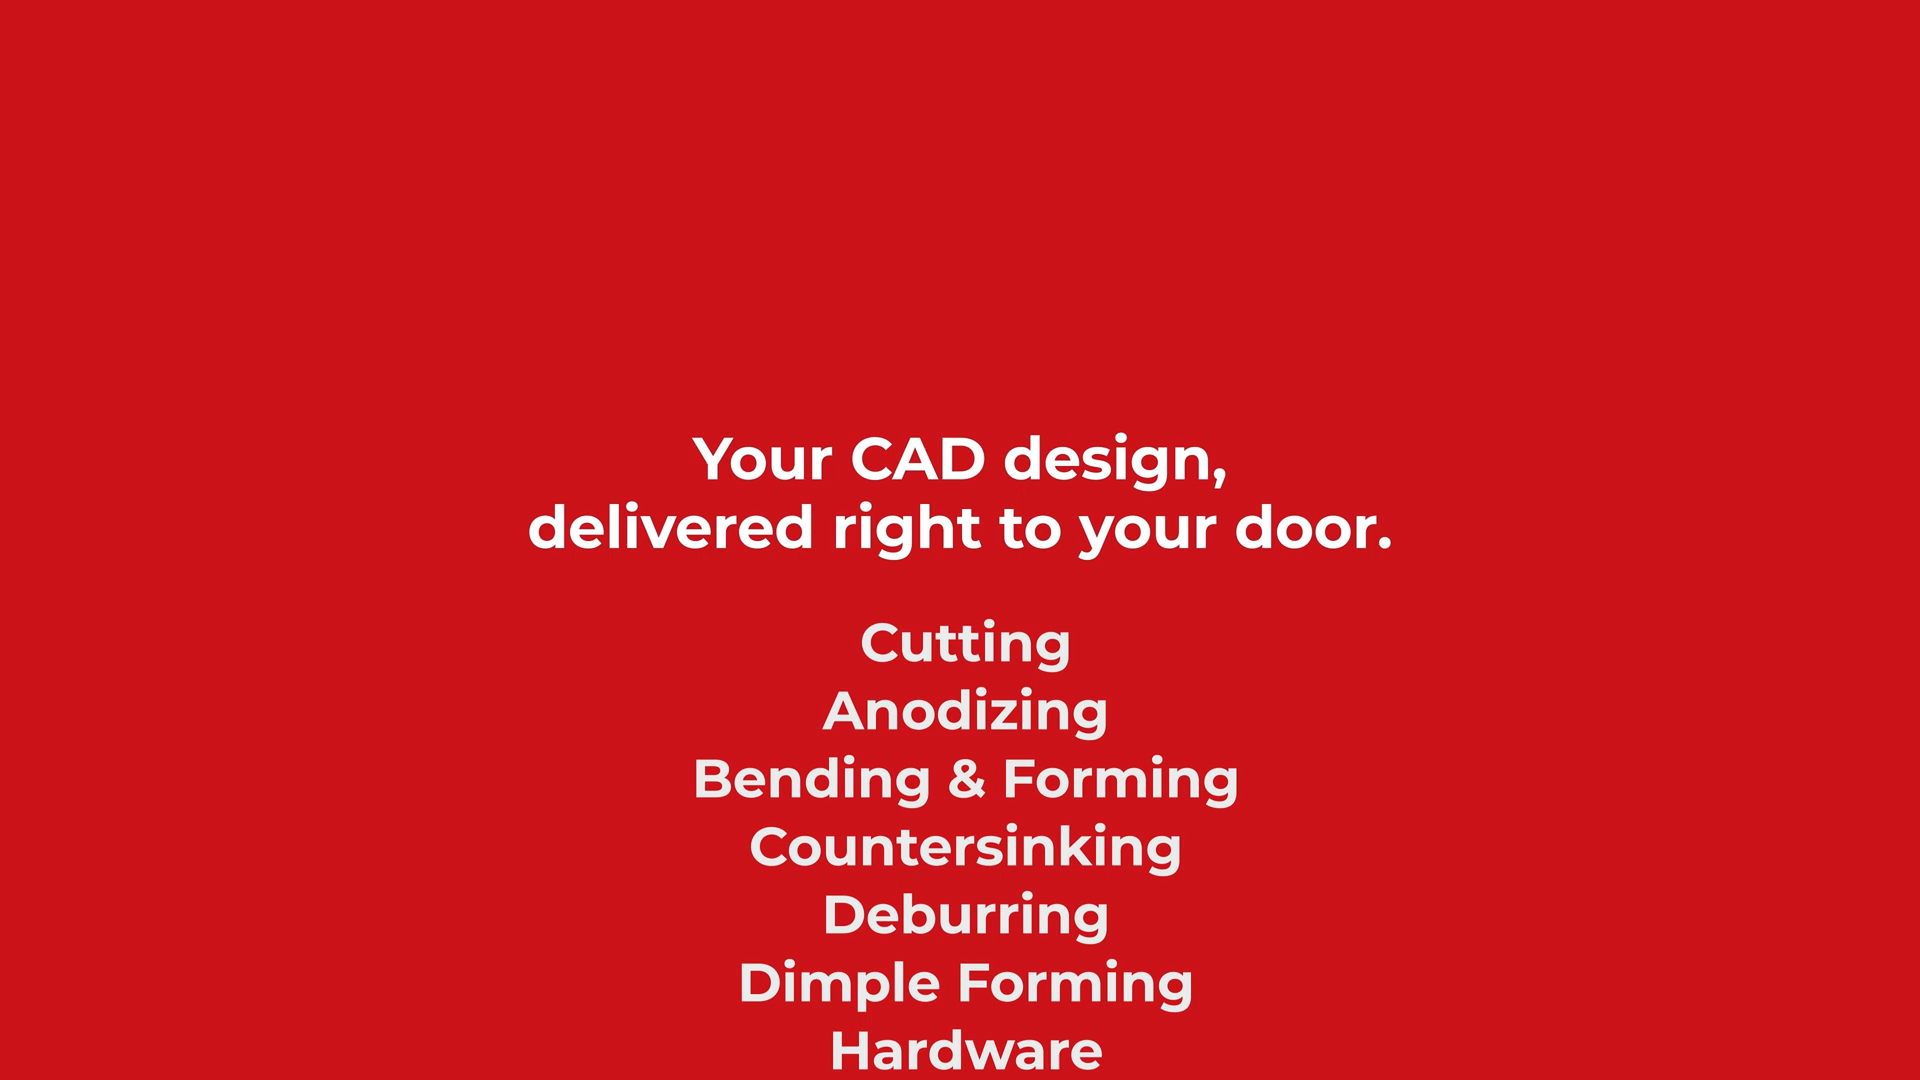 Your CAD design,
delivered right to your door.
Cutting
Anodizing
Bending & Forming
Countersinking
Deburring
Dimple Forming
Hardware